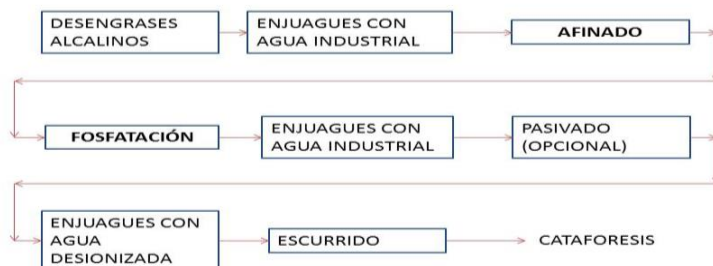 DESENGRASES
ALCALINOS
ENJUAGUES CON
AGUA INDUSTRIAL
AFINADO
FOSFATACIÓN
ENJUAGUES CON
AGUA INDUSTRIAL
PASIVADO
(OPCIONAL)
ENJUAGUES CON
AGUA
DESIONIZADA
ESCURRIDO
CATAFORESIS